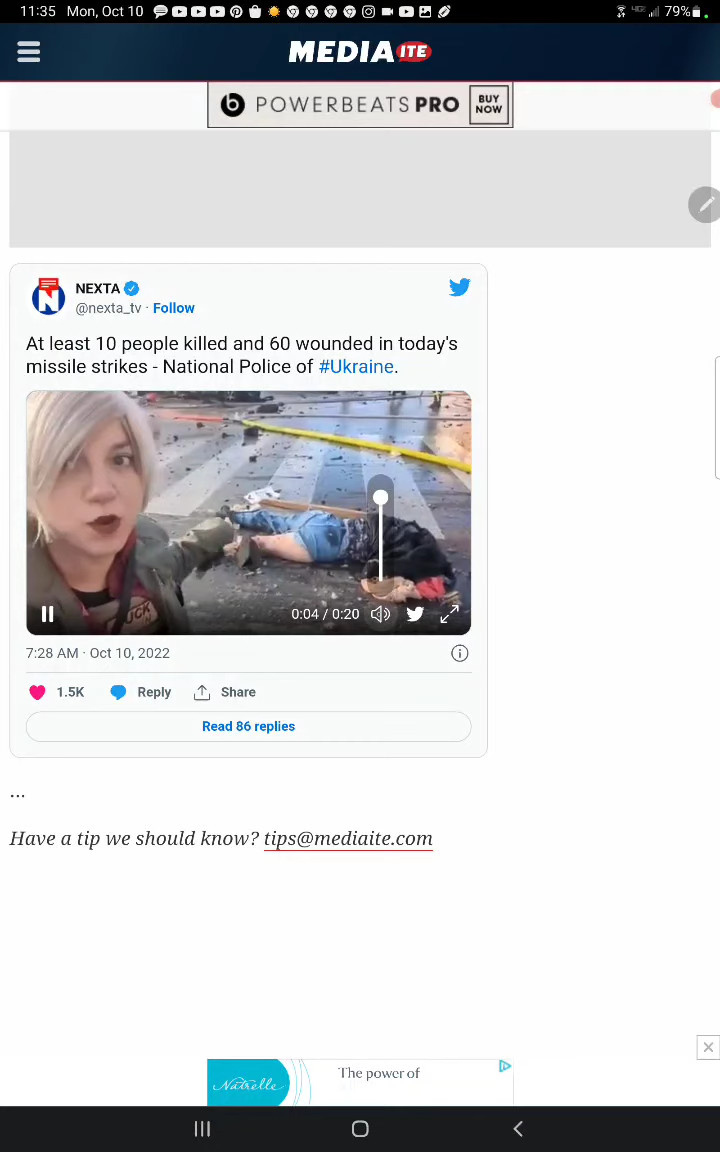 11:35 Mon, Oct 10
79%
MEDIAITE
POWERBEATS PRO
BUY
NOW
NEXTA
@nexta_tv · Follow
At least 10 people killed and 60 wounded in today's
missile strikes - National Police of #Ukraine.
0:04 / 0:20
7:28 AM · Oct 10, 2022
1.5K Reply Share
Read 86 replies
...
Have a tip we should know? tips@mediaite.com
Natrelle
The power of